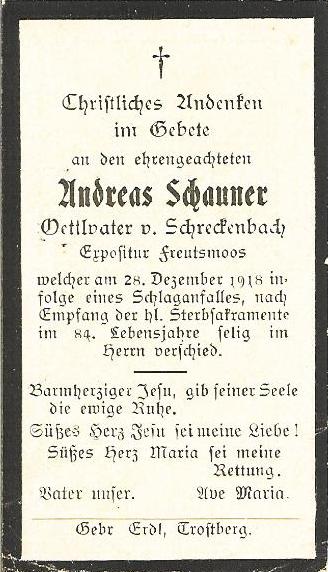 Christliches Andenken
im Gebete
an den ehrengeachteten
Andreas Schauner
Oettlvater v. Schreckenbach
Expositur Freutsmoos
welcher am 28. Dezember 1918 in-
folge eines Schlaganfalles, nach
Empfang der hl. Sterbsakramente
im 84. Lebensjahre selig im
Herrn verschied.
Barmherziger Jesu, gib seiner Seele
die ewige Ruhe.
Süßes Herz Jesu sei meine Liebe!
Süßes Herz Maria sei meine
Rettung.
Vater unser. Ave Maria.
Gebr Erdl, Trostberg.